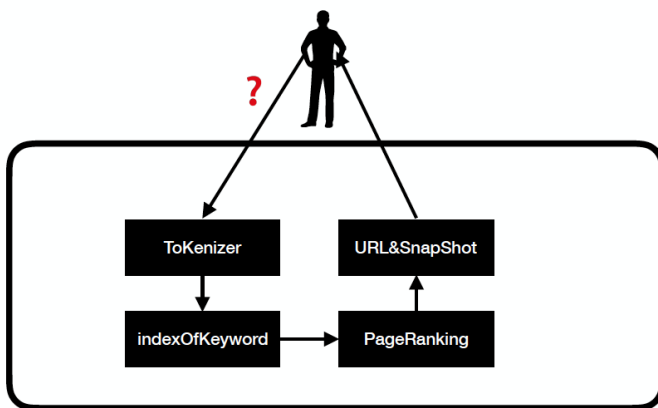 ?
ToKenizer
URL&SnapShot
indexOfKeyword
PageRanking